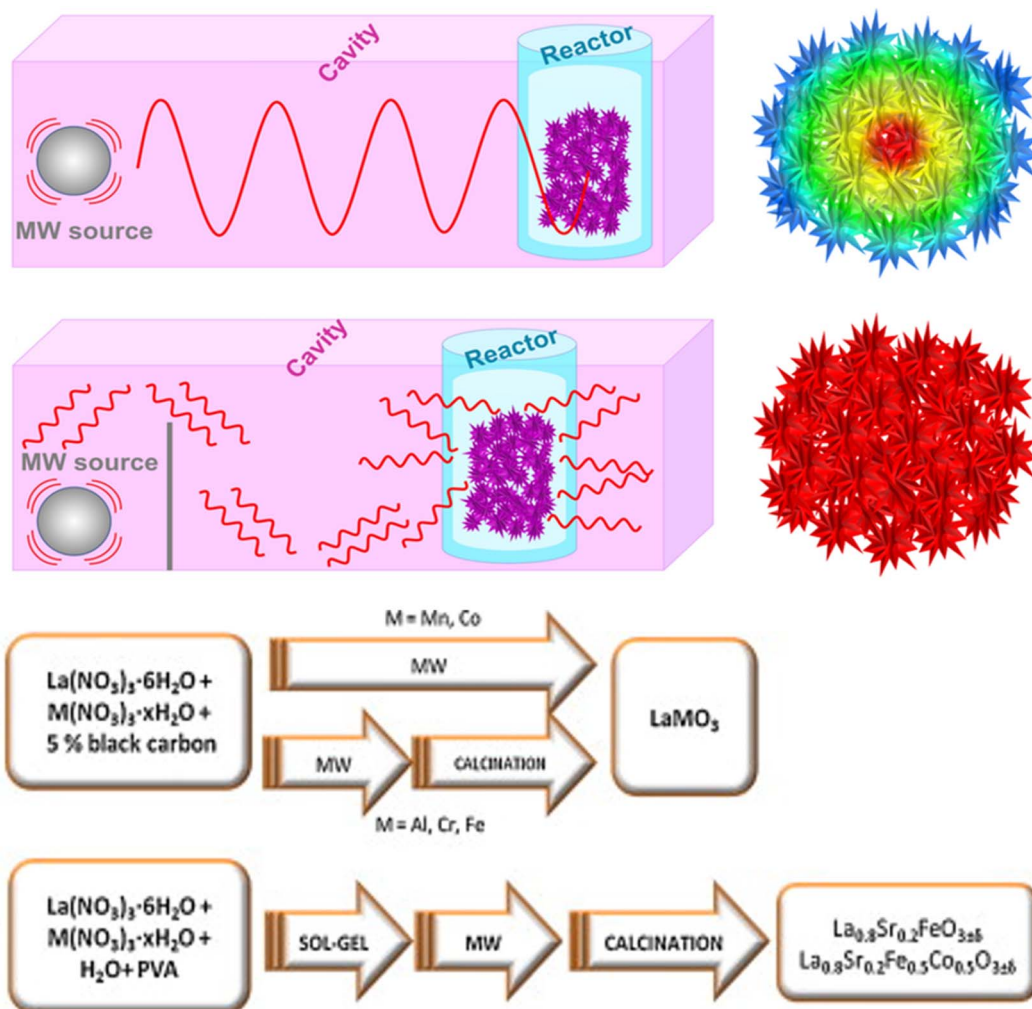 Cavity
Reactor
MW source
Cavity
Reactor
MW source
M = Mn, Co
La(NO₃)₃·6H₂O +
M(NO₃)₃·xH₂O +
5 % black carbon
MW
LaMO₃
MW
CALCINATION
M = Al, Cr, Fe
La(NO₃)₃·6H₂O +
M(NO₃)₃·xH₂O +
H₂O+ PVA
SOL-GEL
MW
CALCINATION
La₀.₈Sr₀.₂FeO₃±δ
La₀.₈Sr₀.₂Fe₀.₅Co₀.₅O₃±δ